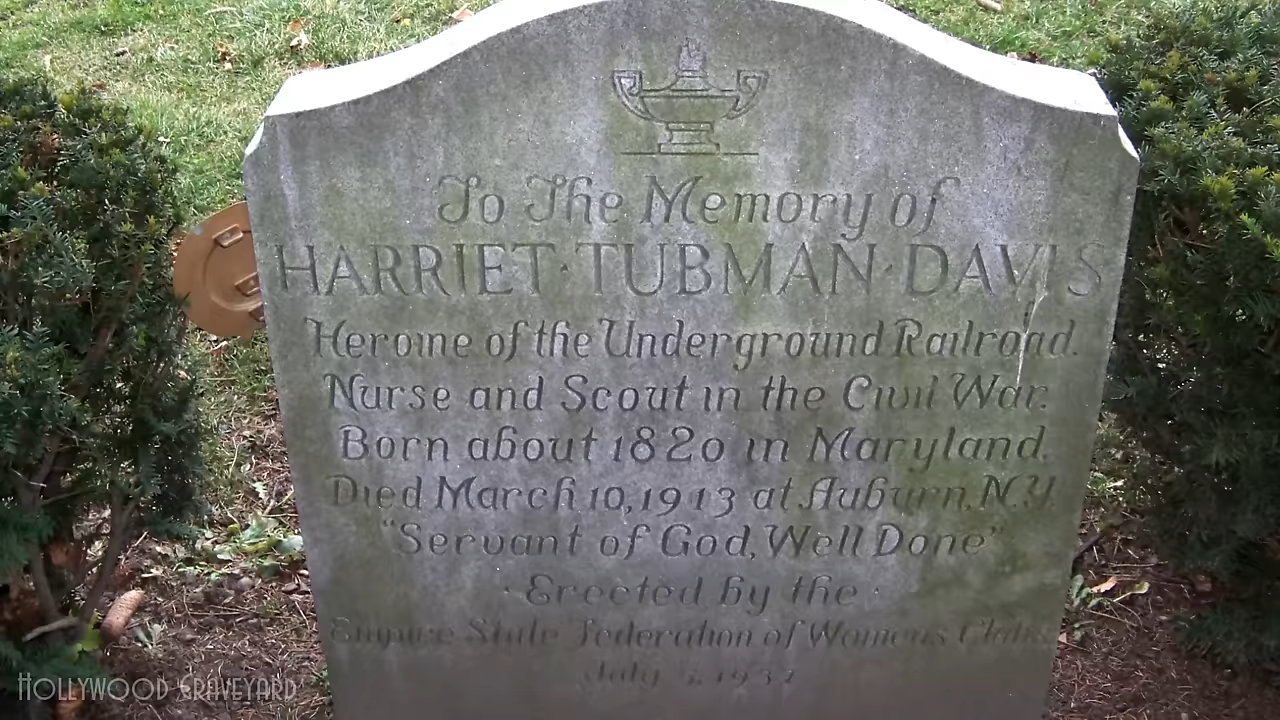 To The Memory of
HARRIET·TUBMAN·DAVIS
Heroine of the Underground Railroad.
Nurse and Scout in the Civil War.
Born about 1820 in Maryland.
Died March 10, 1913 at Auburn, N.Y.
"Servant of God, Well Done"
·Erected by the·
Empire State Federation of Womens Clubs
July 1937
HOLLYWOOD GRAVEYARD